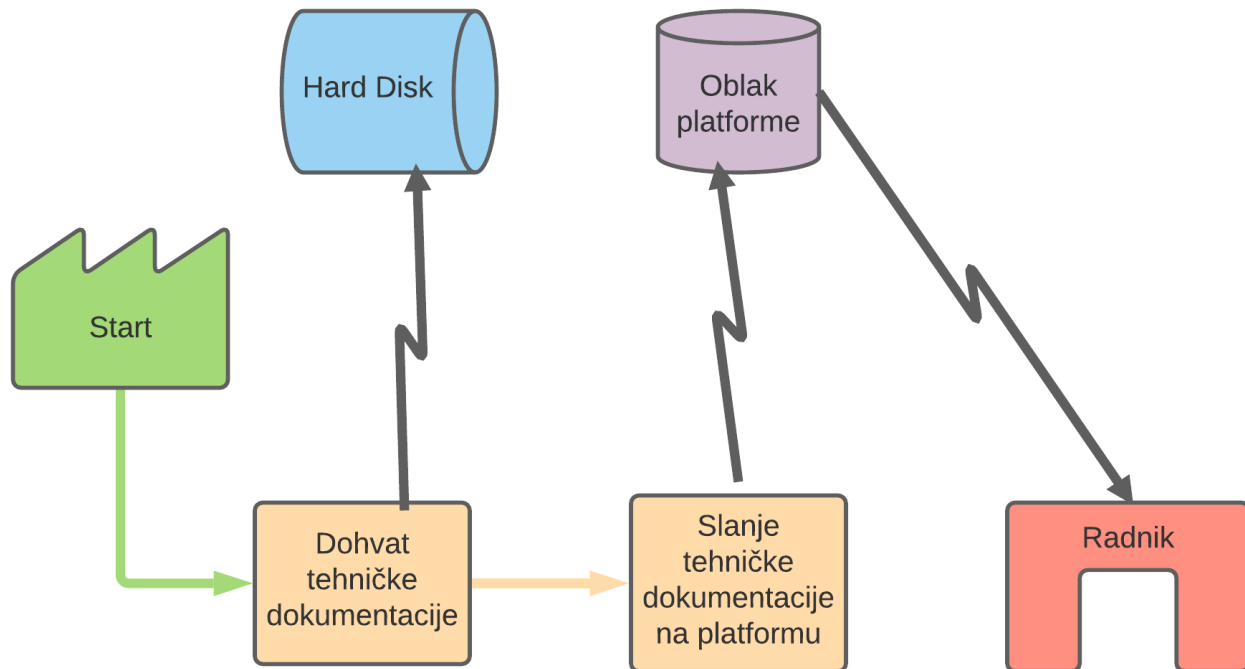 Hard Disk
Oblak
platforme
Start
Dohvat
tehničke
dokumentacije
Slanje
tehničke
dokumentacije
na platformu
Radnik